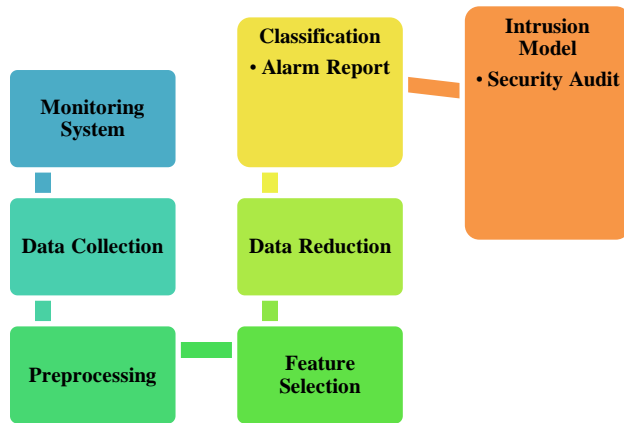 Monitoring
System
Data Collection
Preprocessing
Feature
Selection
Data Reduction
Classification
• Alarm Report
Intrusion
Model
• Security Audit